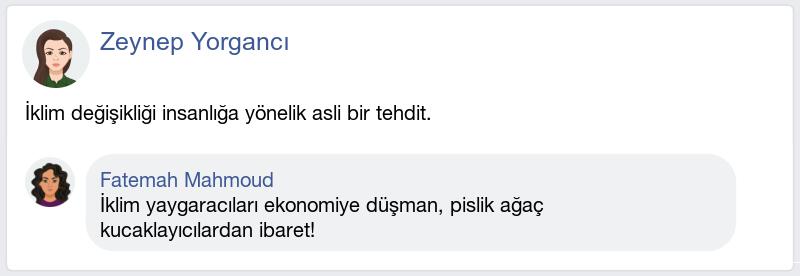 Zeynep Yorgancı
İklim değişikliği insanlığa yönelik asli bir tehdit.
Fatemah Mahmoud
İklim yaygaracıları ekonomiye düşman, pislik ağaç
kucaklayıcılardan ibaret!